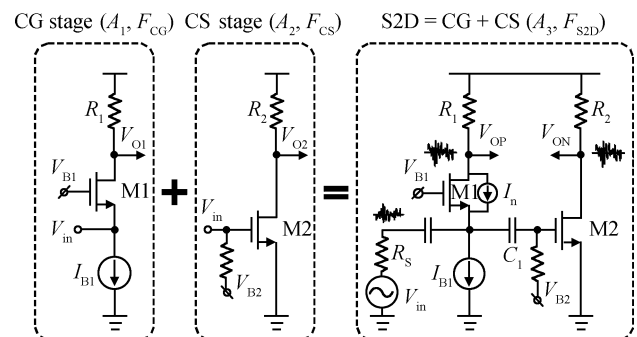 CG stage (A1, FCG)
CS stage (A2, FCS)
S2D = CG + CS (A3, FS2D)
R1
VO1
VB1
M1
Vin
IB1
+
R2
VO2
Vin
M2
VB2
=
R1
R2
VOP
VON
VB1
M1
In
RS
C1
M2
IB1
Vin
VB2